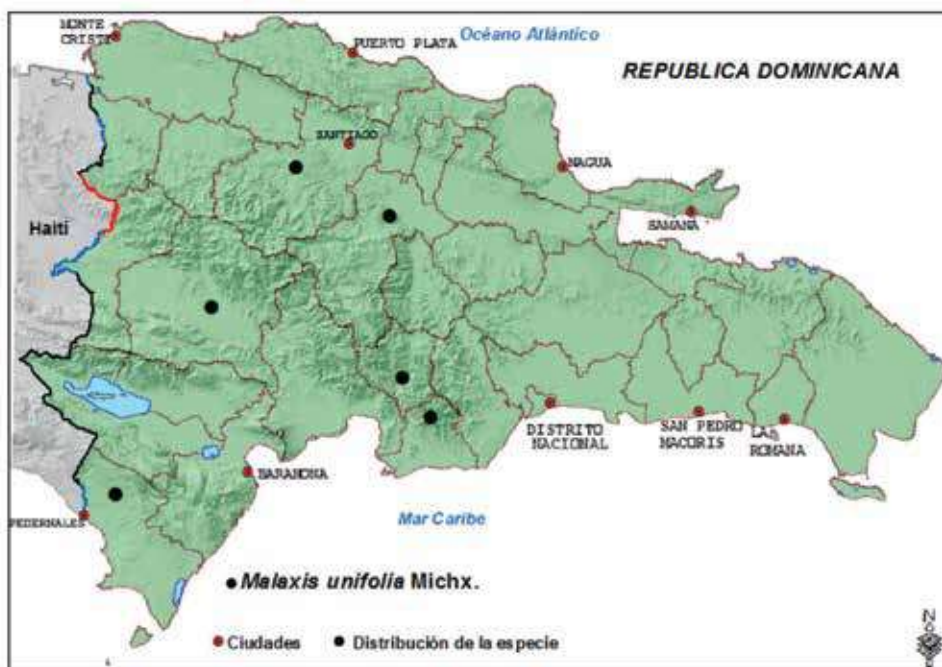 MONTE
CRISTI
PUERTO PLATA
Océano Atlántico
REPUBLICA DOMINICANA
SANTIAGO
NAGUA
SAMANA
Haití
DISTRITO
NACIONAL
SAN PEDRO
MACORIS
LA
ROMANA
BARAHONA
PEDERNALES
Mar Caribe
Malaxis unifolia Michx.
Ciudades
Distribución de la especie
N